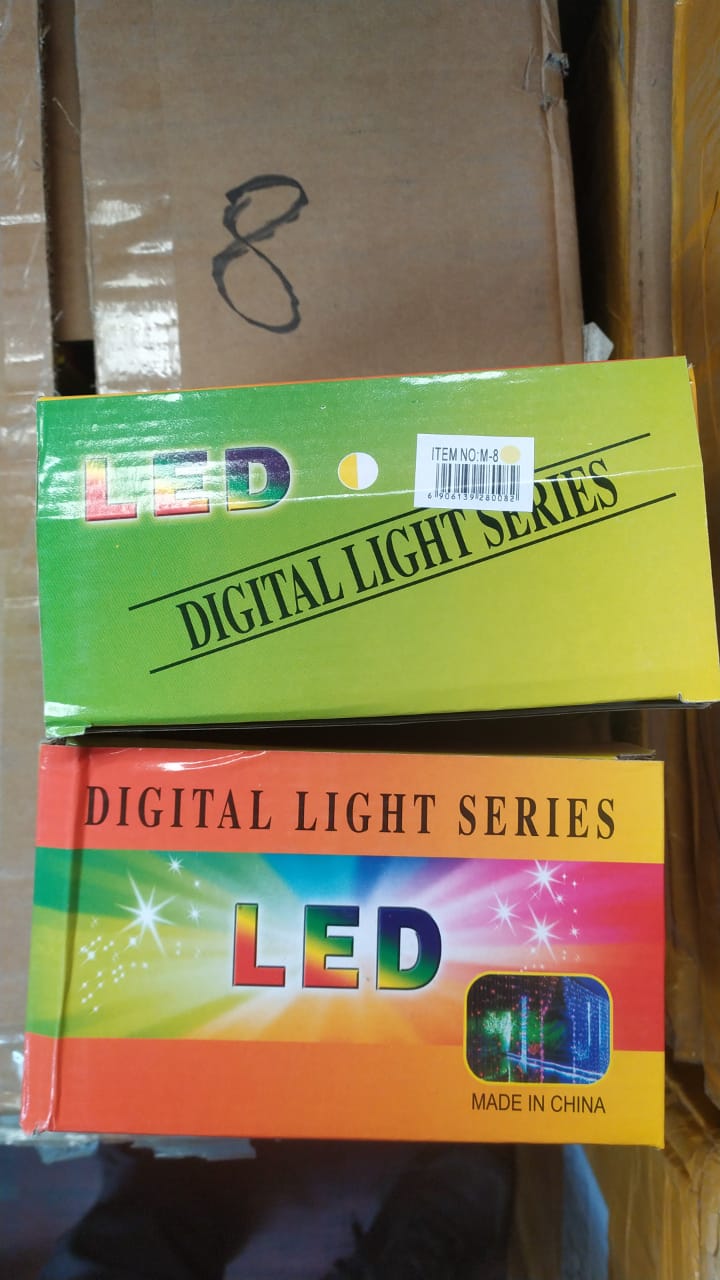 8
LED
ITEM NO:M-8
6 906139 280082
DIGITAL LIGHT SERIES
DIGITAL LIGHT SERIES
LED
MADE IN CHINA